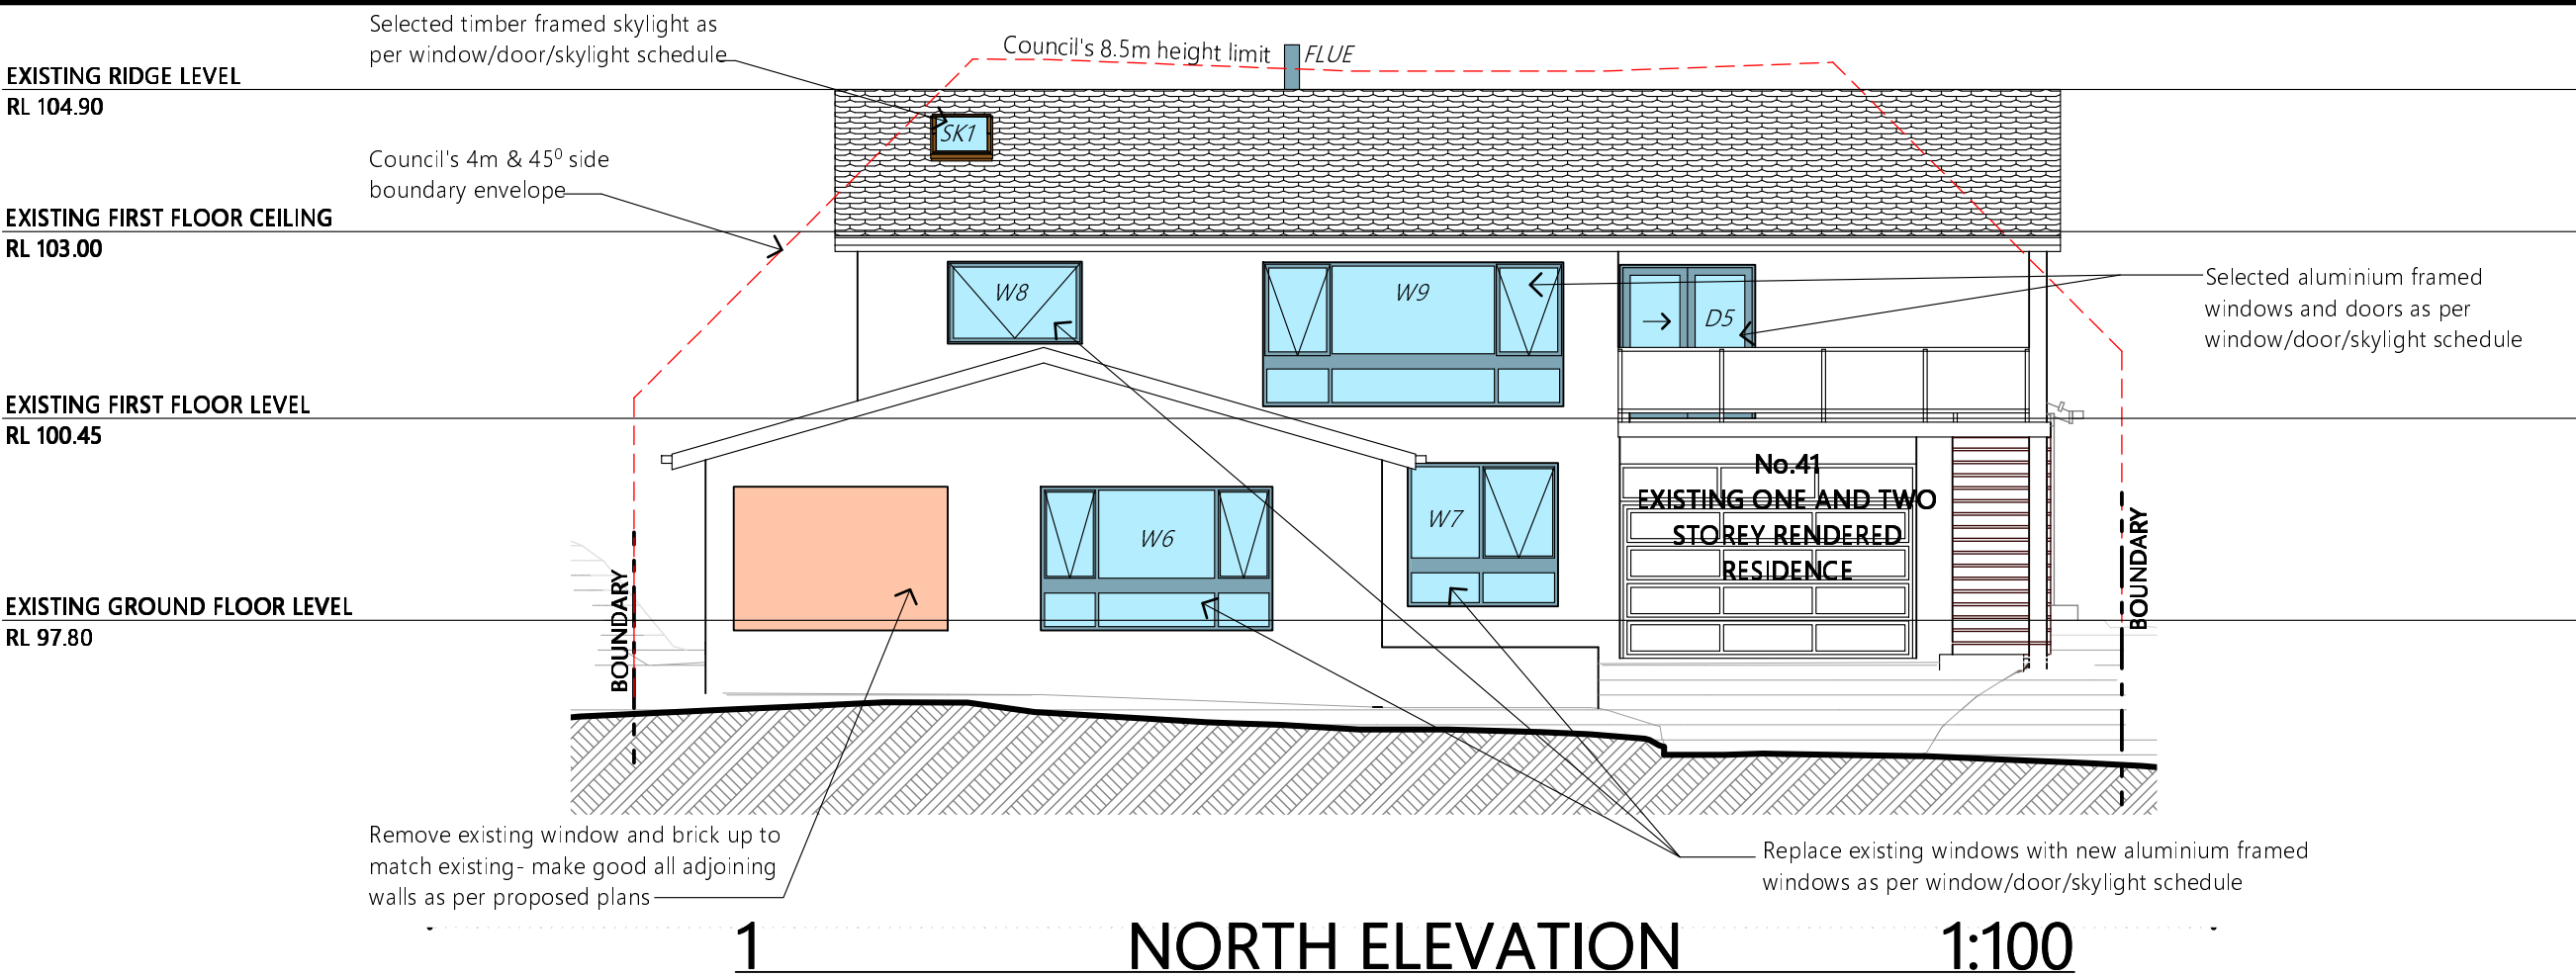 Selected timber framed skylight as
per window/door/skylight schedule
Council's 8.5m height limit
FLUE
EXISTING RIDGE LEVEL
RL 104.90
SK1
Council's 4m & 45⁰ side
boundary envelope
EXISTING FIRST FLOOR CEILING
RL 103.00
W8
W9
D5
Selected aluminium framed
windows and doors as per
window/door/skylight schedule
EXISTING FIRST FLOOR LEVEL
RL 100.45
No.41
EXISTING ONE AND TWO
STOREY RENDERED
RESIDENCE
W6
W7
BOUNDARY
BOUNDARY
EXISTING GROUND FLOOR LEVEL
RL 97.80
Remove existing window and brick up to
match existing- make good all adjoining
walls as per proposed plans
Replace existing windows with new aluminium framed
windows as per window/door/skylight schedule
1 NORTH ELEVATION 1:100